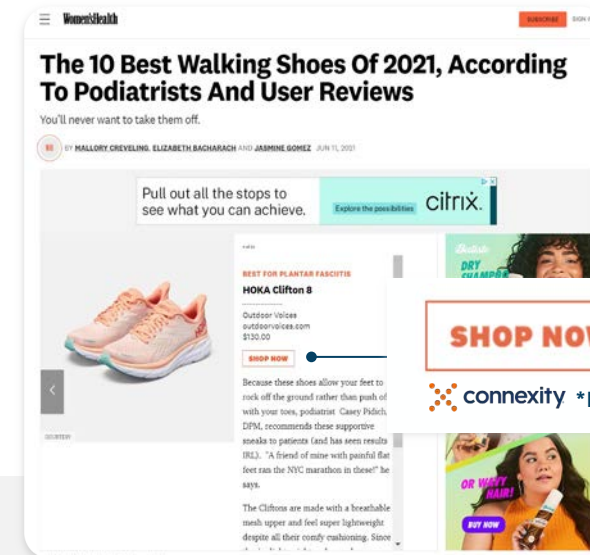 Women'sHealth
SUBSCRIBE
SIGN
The 10 Best Walking Shoes Of 2021, According
To Podiatrists And User Reviews
You'll never want to take them off.
BY MALLORY CREVELING, ELIZABETH BACHARACH AND JASMINE GOMEZ JUN 11, 2021
Pull out all the stops to
see what you can achieve.
Explore the possibilities
citrix.
BEST FOR PLANTAR FASCIITIS
HOKA Clifton 8
Outdoor Voices
outdoorvoices.com
$130.00
SHOP NOW
Because these shoes allow your feet to
rock off the ground rather than push of
with your toes, podiatrist Casey Pidich,
DPM, recommends these supportive
sneaks to patients (and has seen results
IRL). "A friend of mine with painful flat
feet ran the NYC marathon in these!" he
says.
The Cliftons are made with a breathable
mesh upper and feel super lightweight
despite all their comfy cushioning. Since
COURTESY
Batiste
DRY
SHAMPOO
SHOP NOW
connexity *
OR WAVY
HAIR!
BUY NOW